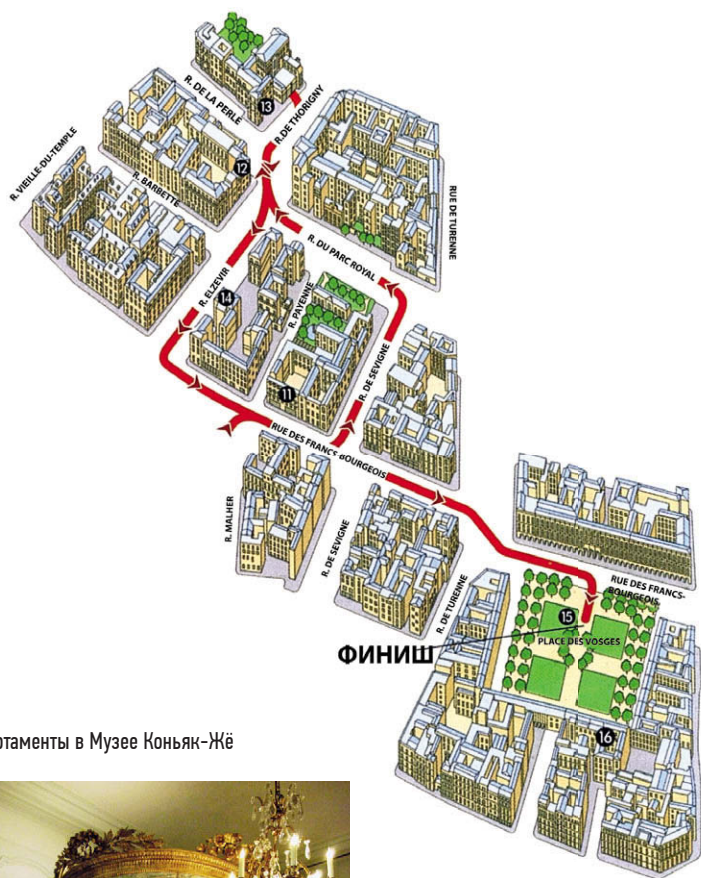 R. DE LA PERLE
13
R. DE THORIGNY
R. VIEILLE-DU-TEMPLE
R. BARBETTE
12
RUE DE TURENNE
R. DU PARC ROYAL
R. ELZEVIR
14
R. PAYENNE
11
R. DE SEVIGNE
RUE DES FRANCS-BOURGEOIS
R. MALHER
R. DE SEVIGNE
R. DE TURENNE
RUE DES FRANCS-
BOURGEOIS
15
PLACE DES VOSGES
ФИНИШ
16
ртаменты в Музее Коньяк-Жё